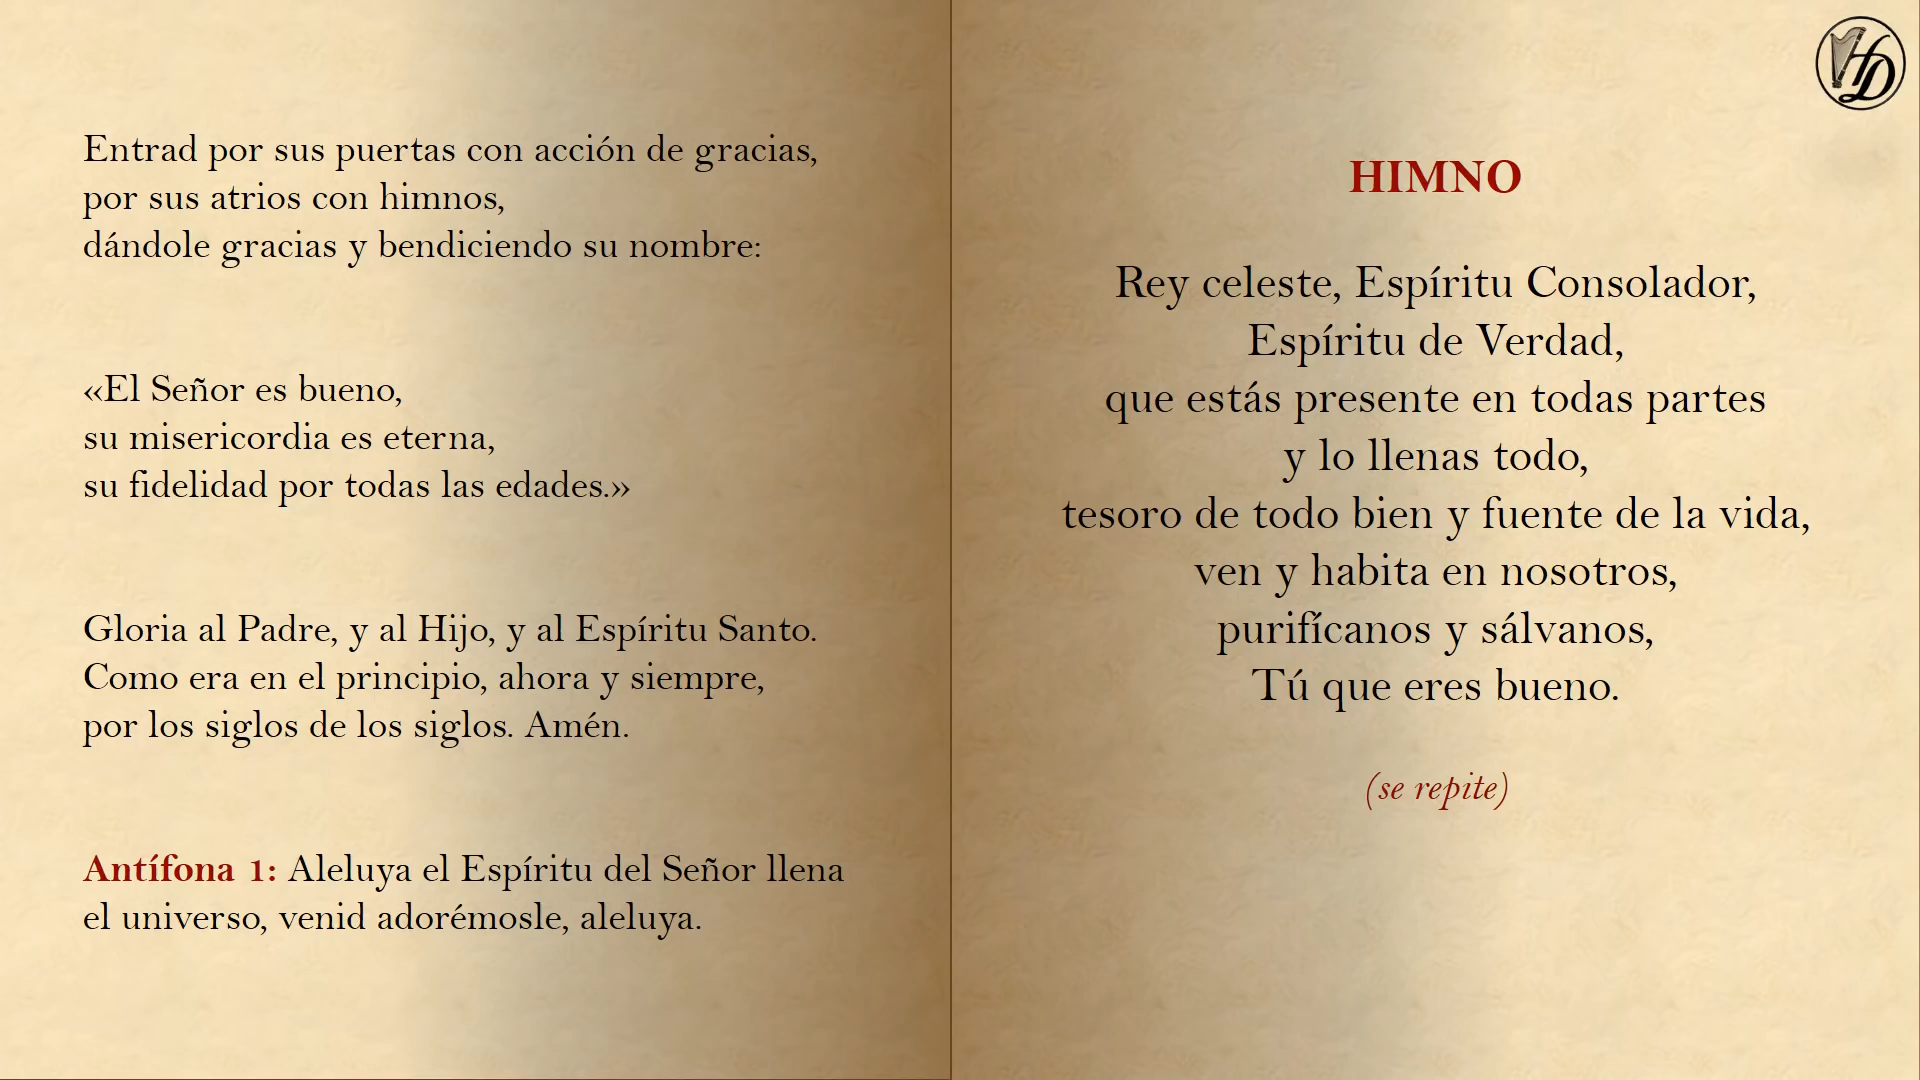 Entrad por sus puertas con acción de gracias,
por sus atrios con himnos,
dándole gracias y bendiciendo su nombre:
«El Señor es bueno,
su misericordia es eterna,
su fidelidad por todas las edades.»
Gloria al Padre, y al Hijo, y al Espíritu Santo.
Como era en el principio, ahora y siempre,
por los siglos de los siglos. Amén.
Antífona 1: Aleluya el Espíritu del Señor llena
el universo, venid adorémosle, aleluya.
HD
HIMNO
Rey celeste, Espíritu Consolador,
Espíritu de Verdad,
que estás presente en todas partes
y lo llenas todo,
tesoro de todo bien y fuente de la vida,
ven y habita en nosotros,
purifícanos y sálvanos,
Tú que eres bueno.
(se repite)